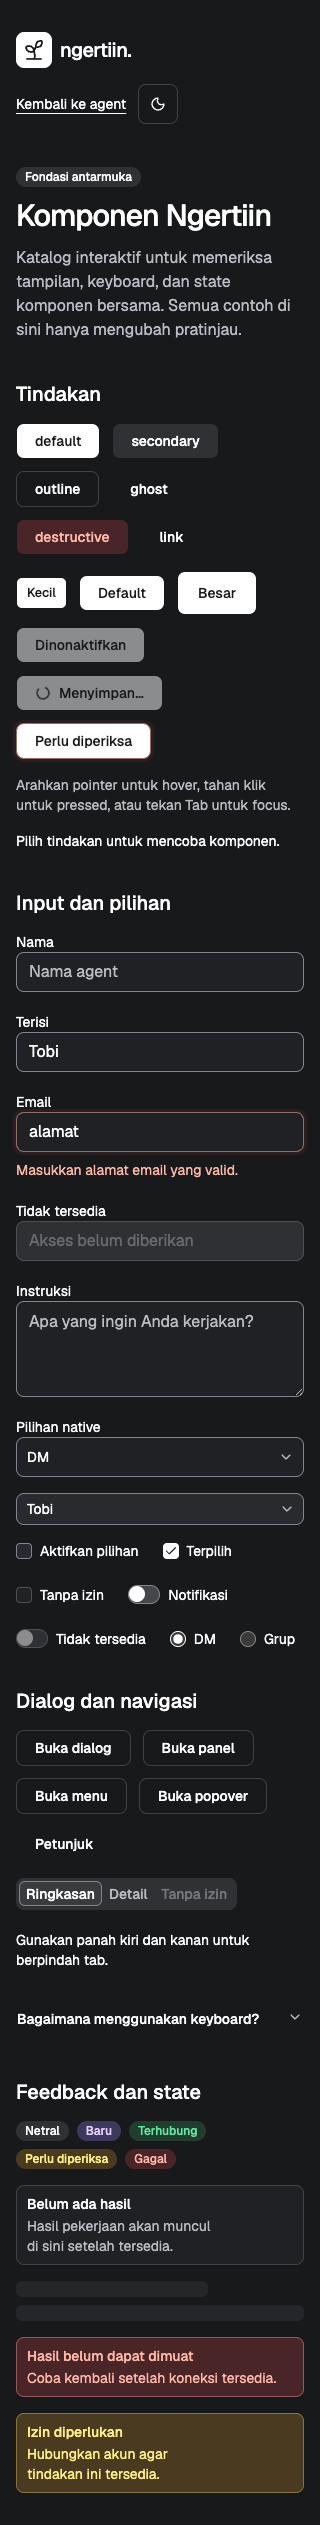 ngertiin.
Kembali ke agent
Fondasi antarmuka
Komponen Ngertiin
Katalog interaktif untuk memeriksa
tampilan, keyboard, dan state
komponen bersama. Semua contoh di
sini hanya mengubah pratinjau.
Tindakan
default secondary
outline ghost
destructive link
Kecil Default Besar
Dinonaktifkan
Menyimpan...
Perlu diperiksa
Arahkan pointer untuk hover, tahan klik
untuk pressed, atau tekan Tab untuk focus.
Pilih tindakan untuk mencoba komponen.
Input dan pilihan
Nama
Nama agent
Terisi
Tobi
Email
alamat
Masukkan alamat email yang valid.
Tidak tersedia
Akses belum diberikan
Instruksi
Apa yang ingin Anda kerjakan?
Pilihan native
DM
Tobi
Aktifkan pilihan Terpilih
Tanpa izin Notifikasi
Tidak tersedia DM Grup
Dialog dan navigasi
Buka dialog Buka panel
Buka menu Buka popover
Petunjuk
Ringkasan Detail Tanpa izin
Gunakan panah kiri dan kanan untuk
berpindah tab.
Bagaimana menggunakan keyboard?
Feedback dan state
Netral Baru Terhubung
Perlu diperiksa Gagal
Belum ada hasil
Hasil pekerjaan akan muncul
di sini setelah tersedia.
Hasil belum dapat dimuat
Coba kembali setelah koneksi tersedia.
Izin diperlukan
Hubungkan akun agar
tindakan ini tersedia.